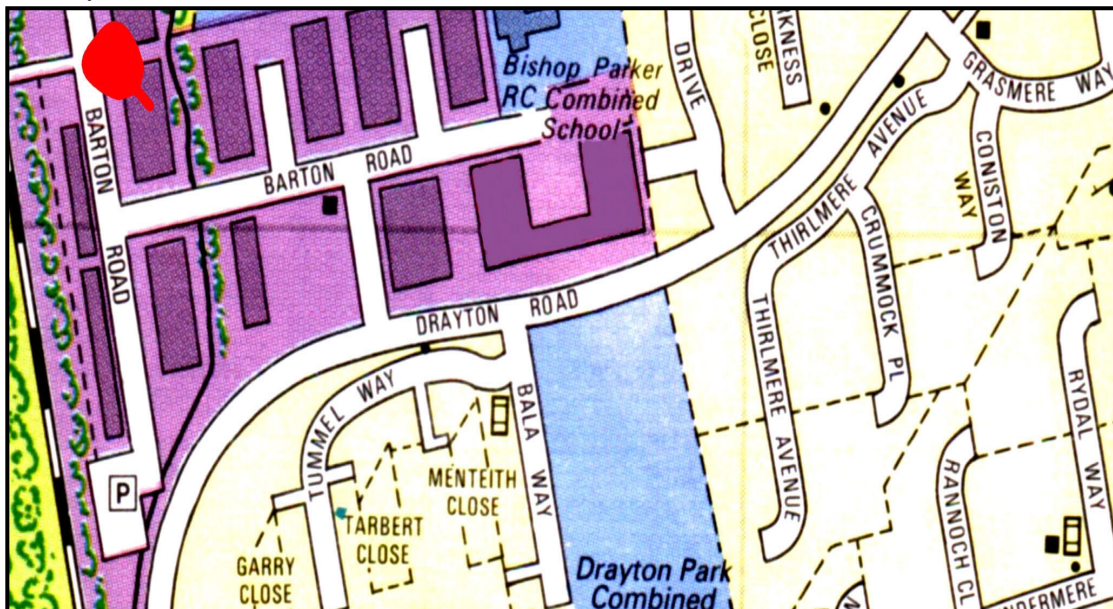 RKNESS
CLOSE
DRIVE
Bishop Parker
RC Combined
School
GRASMERE WAY
BARTON
ROAD
BARTON ROAD
THIRLMERE AVENUE
CONISTON
WAY
CRUMMOCK PL
DRAYTON ROAD
THIRLMERE AVENUE
TUMMEL WAY
BALA WAY
RYDAL WAY
MENTEITH
CLOSE
P
TARBERT
CLOSE
RANNOCH CL
GARRY
CLOSE
Drayton Park
Combined
NDERMERE